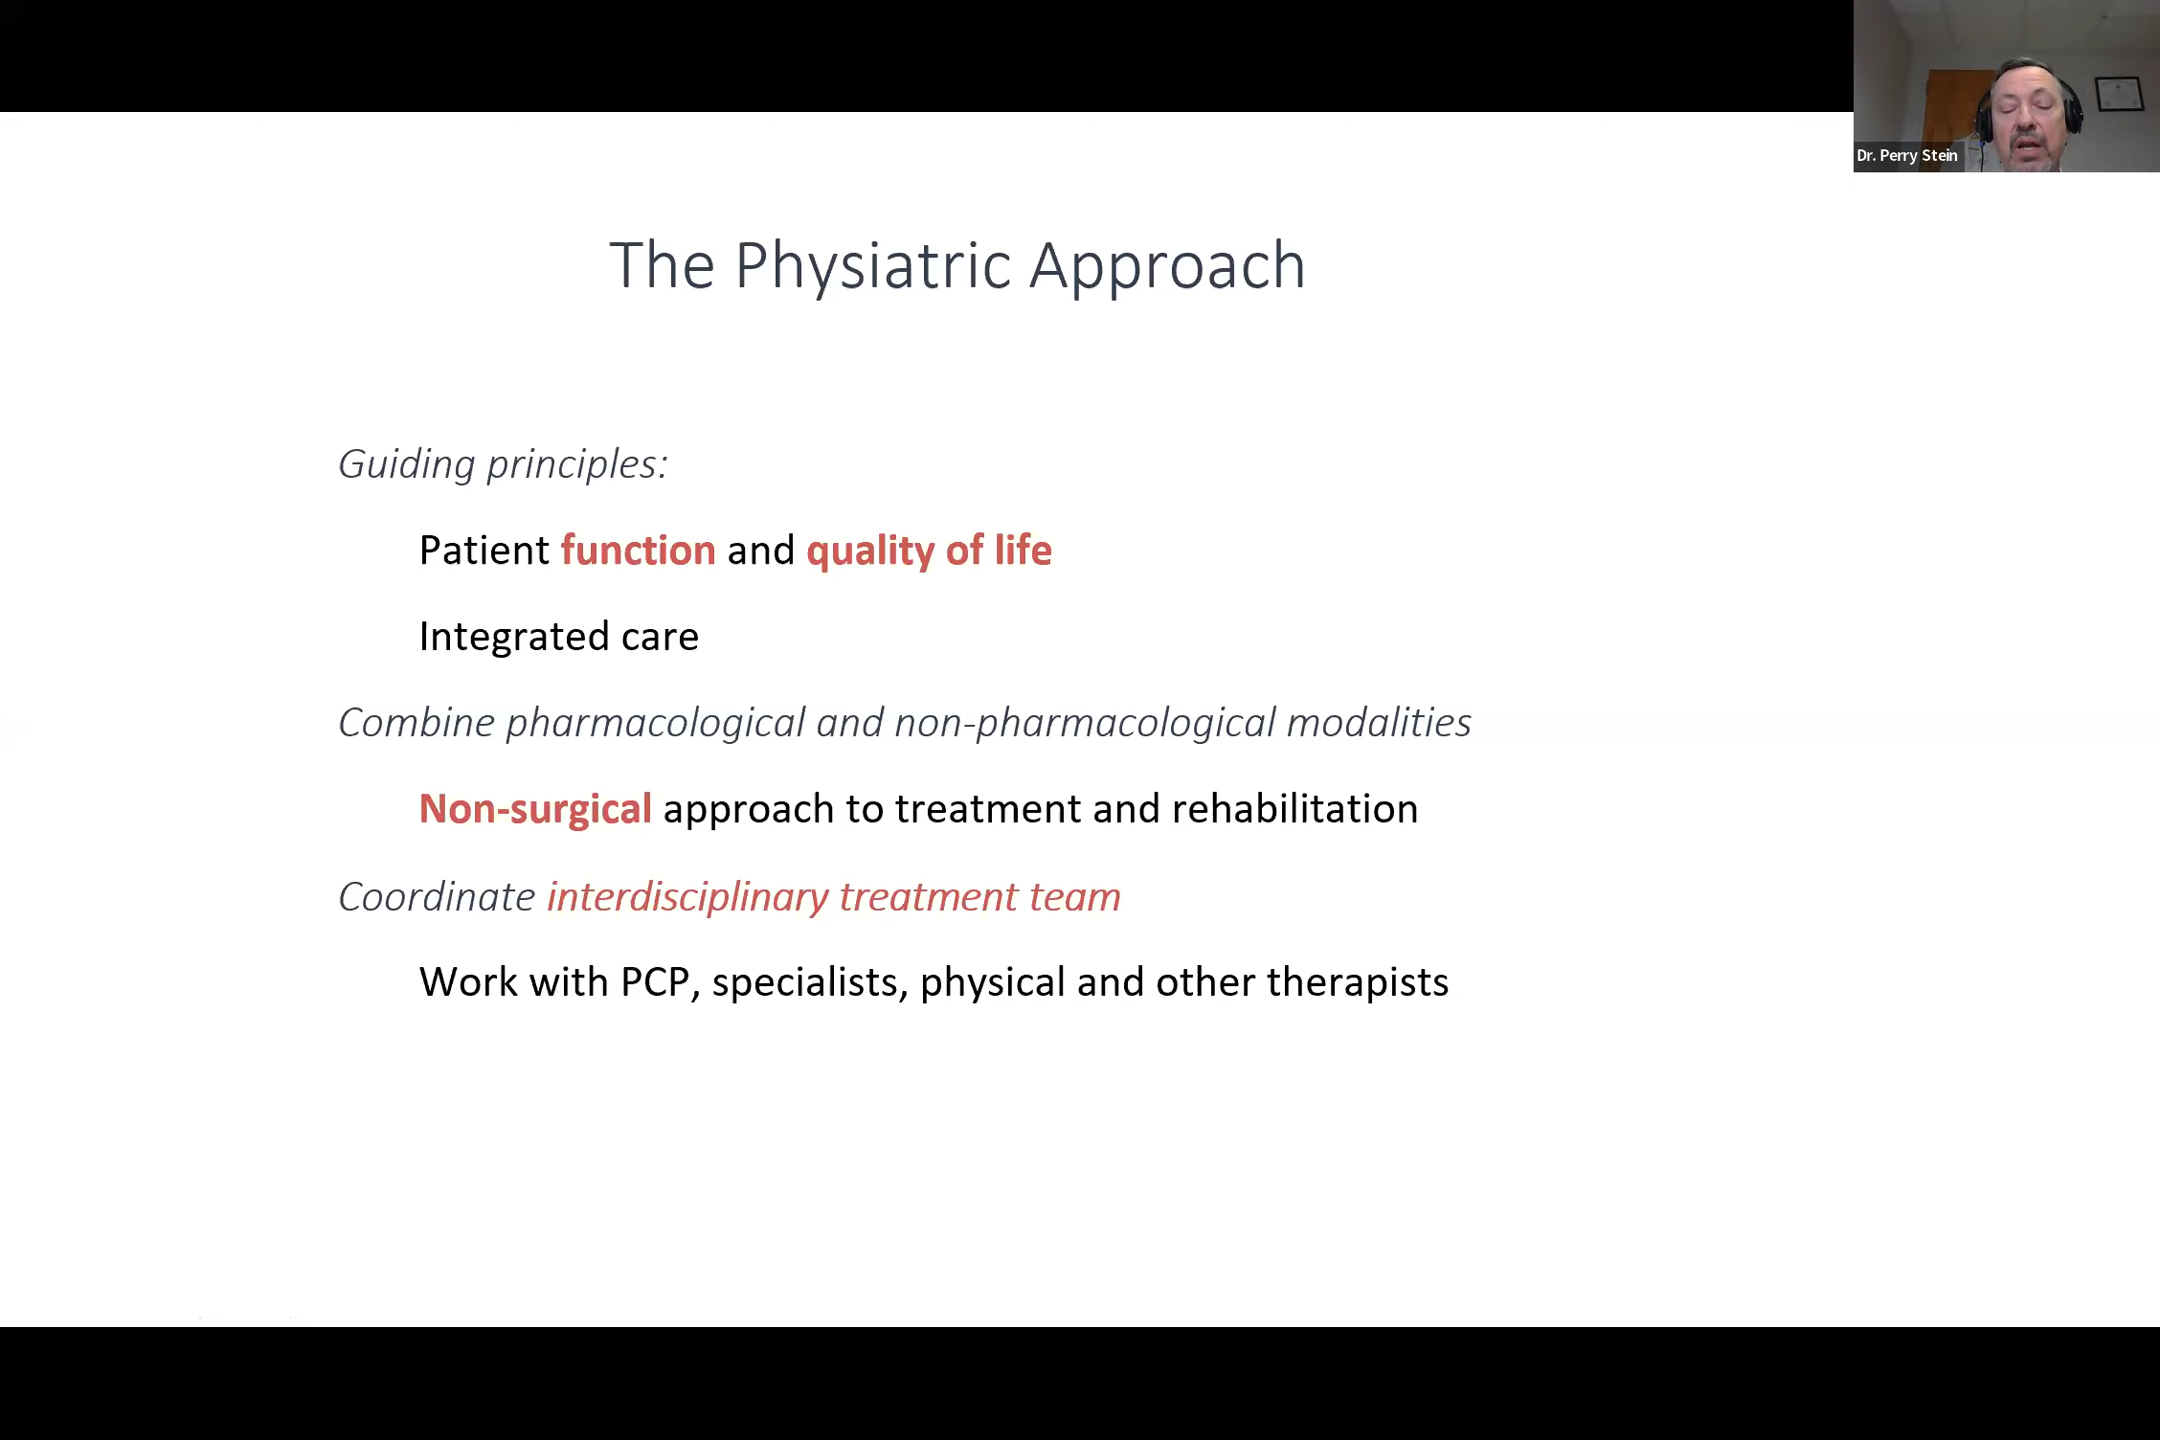 Dr. Perry Stein
The Physiatric Approach
Guiding principles:
Patient function and quality of life
Integrated care
Combine pharmacological and non-pharmacological modalities
Non-surgical approach to treatment and rehabilitation
Coordinate interdisciplinary treatment team
Work with PCP, specialists, physical and other therapists